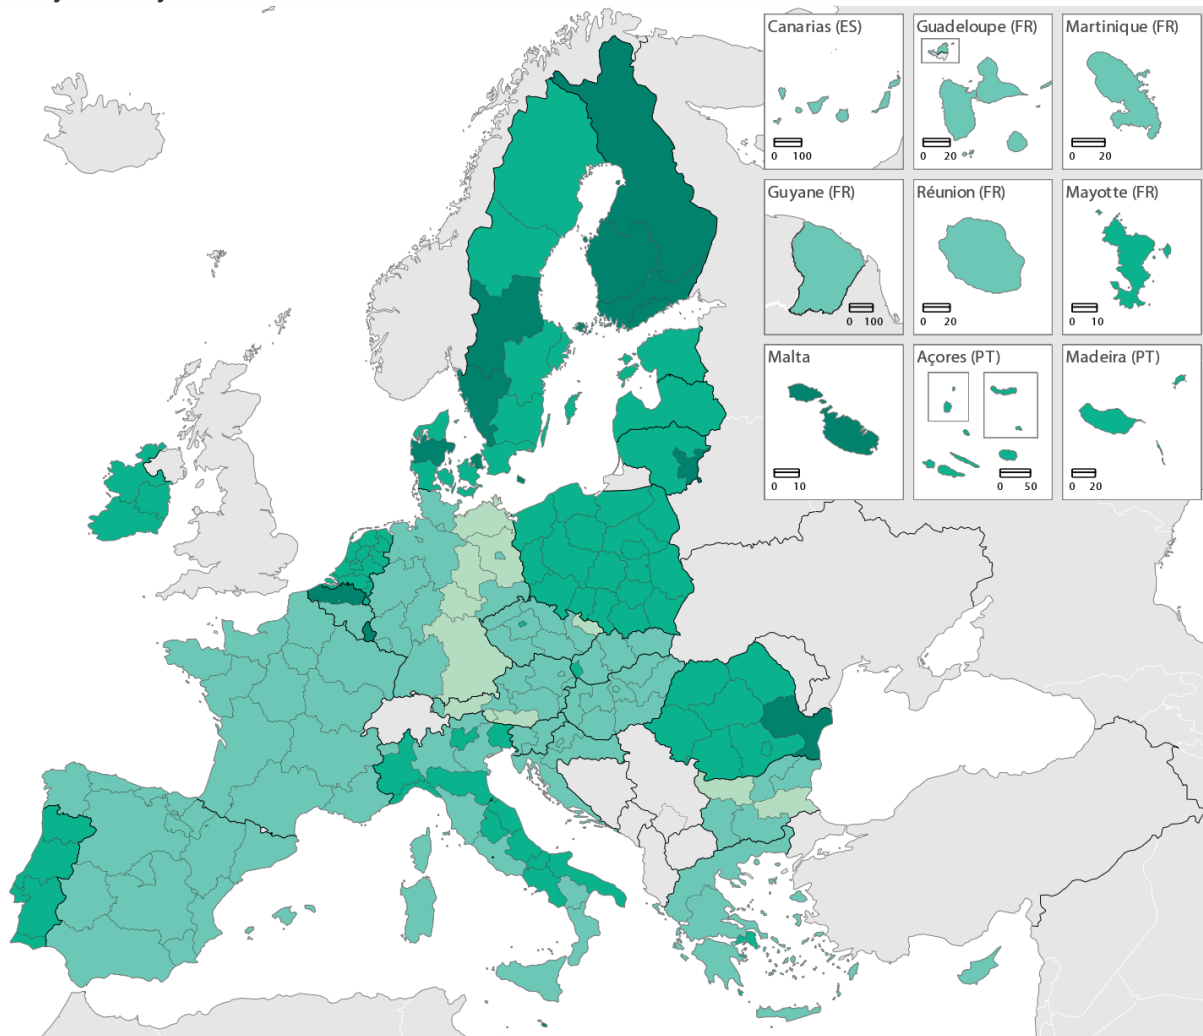 Canarias (ES)
0 100
Guadeloupe (FR)
0 20
Martinique (FR)
0 20
Guyane (FR)
0 100
Réunion (FR)
0 20
Mayotte (FR)
0 10
Malta
0 10
Açores (PT)
0 50
Madeira (PT)
0 20